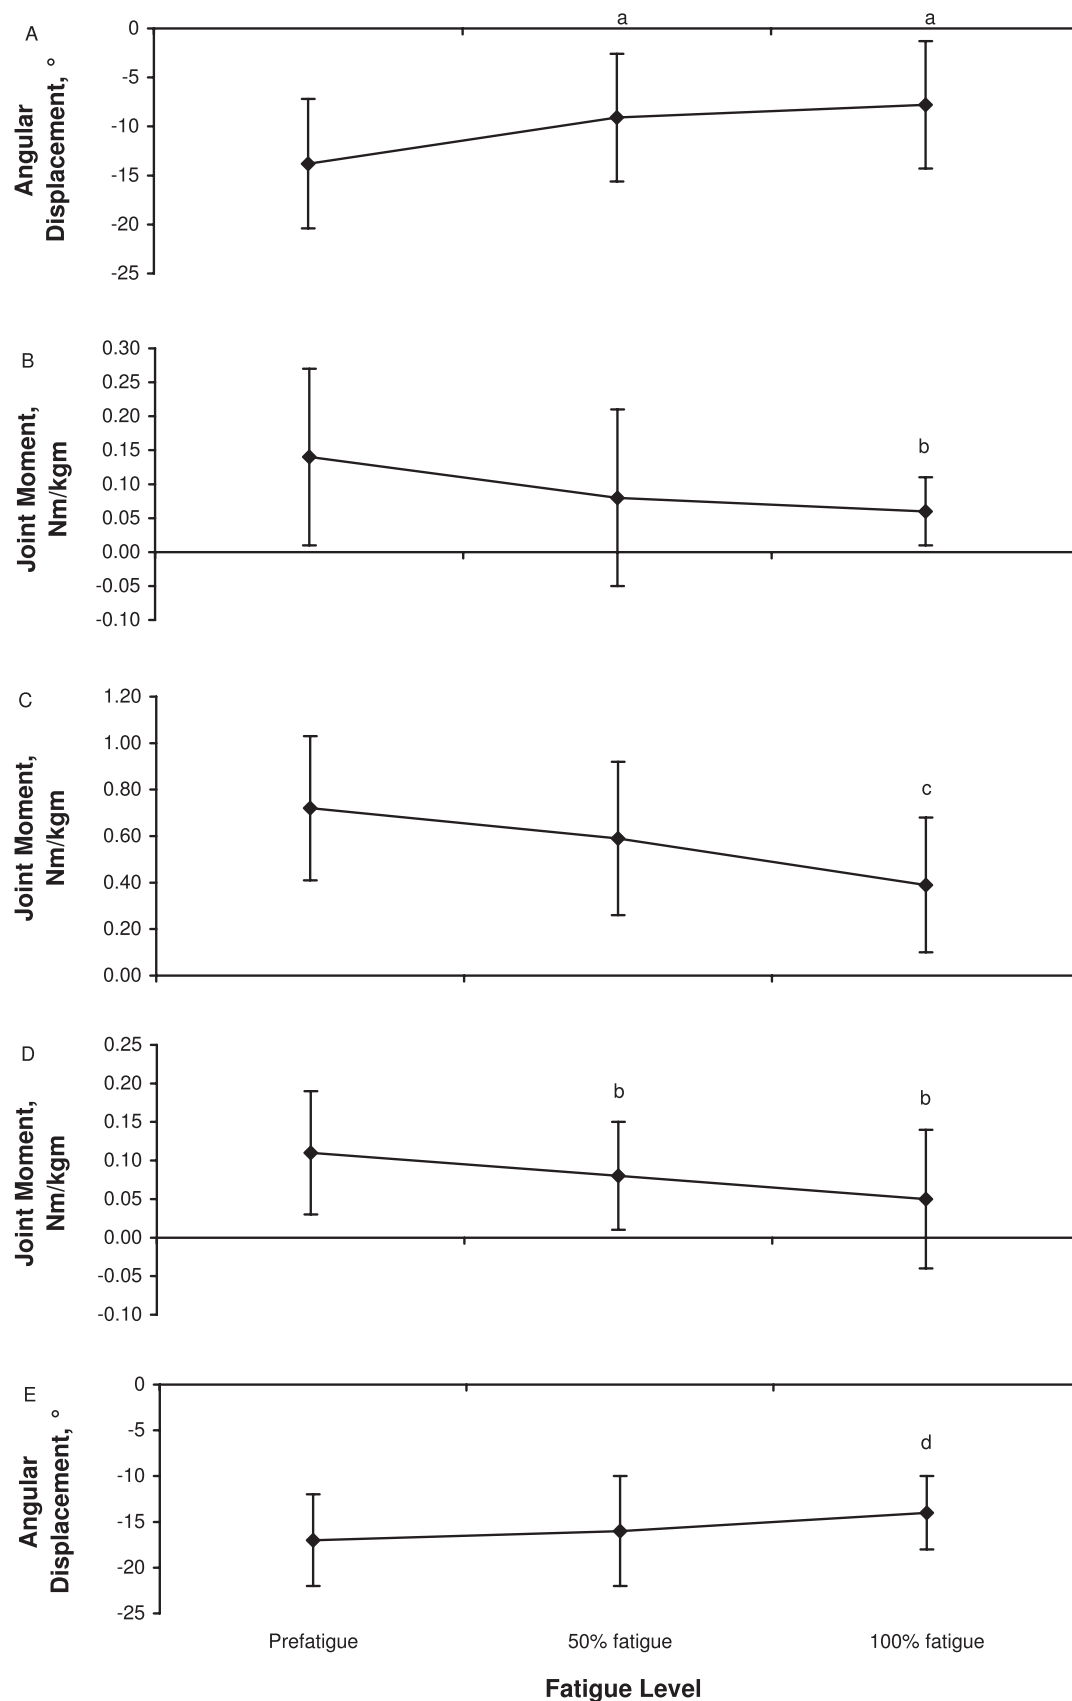 A
Angular
Displacement, °
0
-5
-10
-15
-20
-25
a
a
B
Joint Moment,
Nm/kgm
0.30
0.25
0.20
0.15
0.10
0.05
0.00
-0.05
-0.10
b
C
Joint Moment,
Nm/kgm
1.20
1.00
0.80
0.60
0.40
0.20
0.00
c
D
Joint Moment,
Nm/kgm
0.25
0.20
0.15
0.10
0.05
0.00
-0.05
-0.10
b
b
E
Angular
Displacement, °
0
-5
-10
-15
-20
-25
d
Prefatigue 50% fatigue 100% fatigue
Fatigue Level